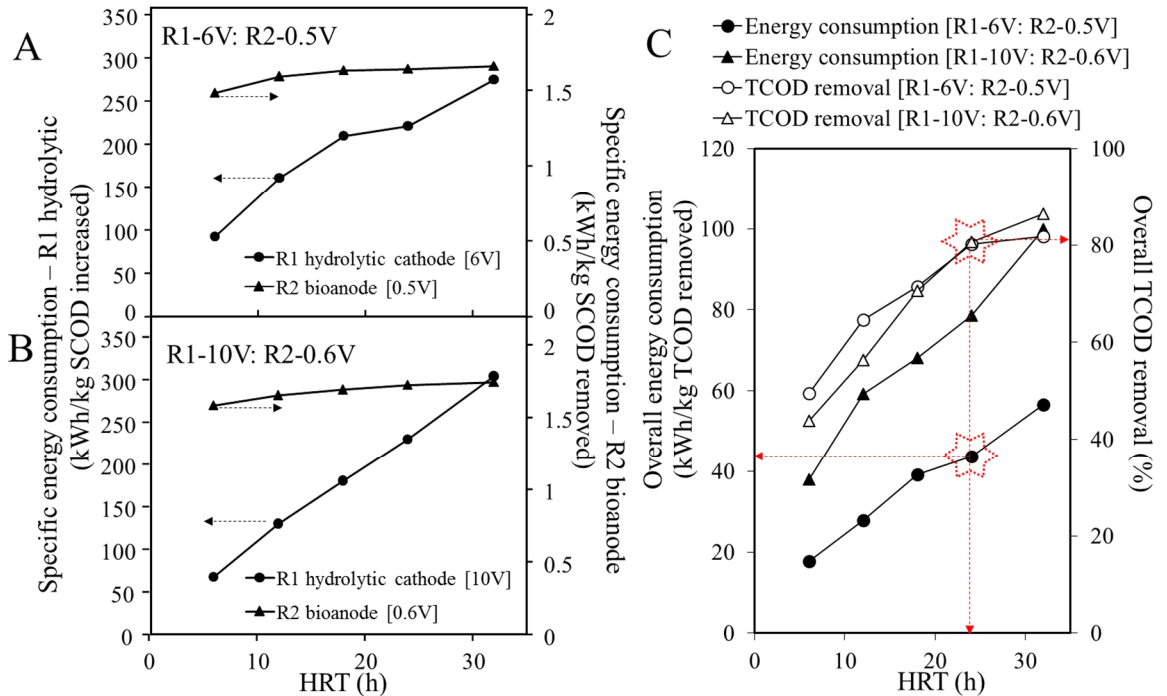 A
R1-6V: R2-0.5V
350
300
250
200
150
100
50
0
2
1.5
1
0.5
0
R1 hydrolytic cathode [6V]
R2 bioanode [0.5V]
B
R1-10V: R2-0.6V
350
300
250
200
150
100
50
0
2
1.5
1
0.5
0
R1 hydrolytic cathode [10V]
R2 bioanode [0.6V]
0
10
20
30
HRT (h)
Specific energy consumption – R1 hydrolytic
(kWh/kg SCOD increased)
Specific energy consumption – R2 bioanode
(kWh/kg SCOD removed)
C
Energy consumption [R1-6V: R2-0.5V]
Energy consumption [R1-10V: R2-0.6V]
TCOD removal [R1-6V: R2-0.5V]
TCOD removal [R1-10V: R2-0.6V]
120
100
80
60
40
20
0
100
80
60
40
20
0
0
10
20
30
HRT (h)
Overall energy consumption
(kWh/kg TCOD removed)
Overall TCOD
removal (%)